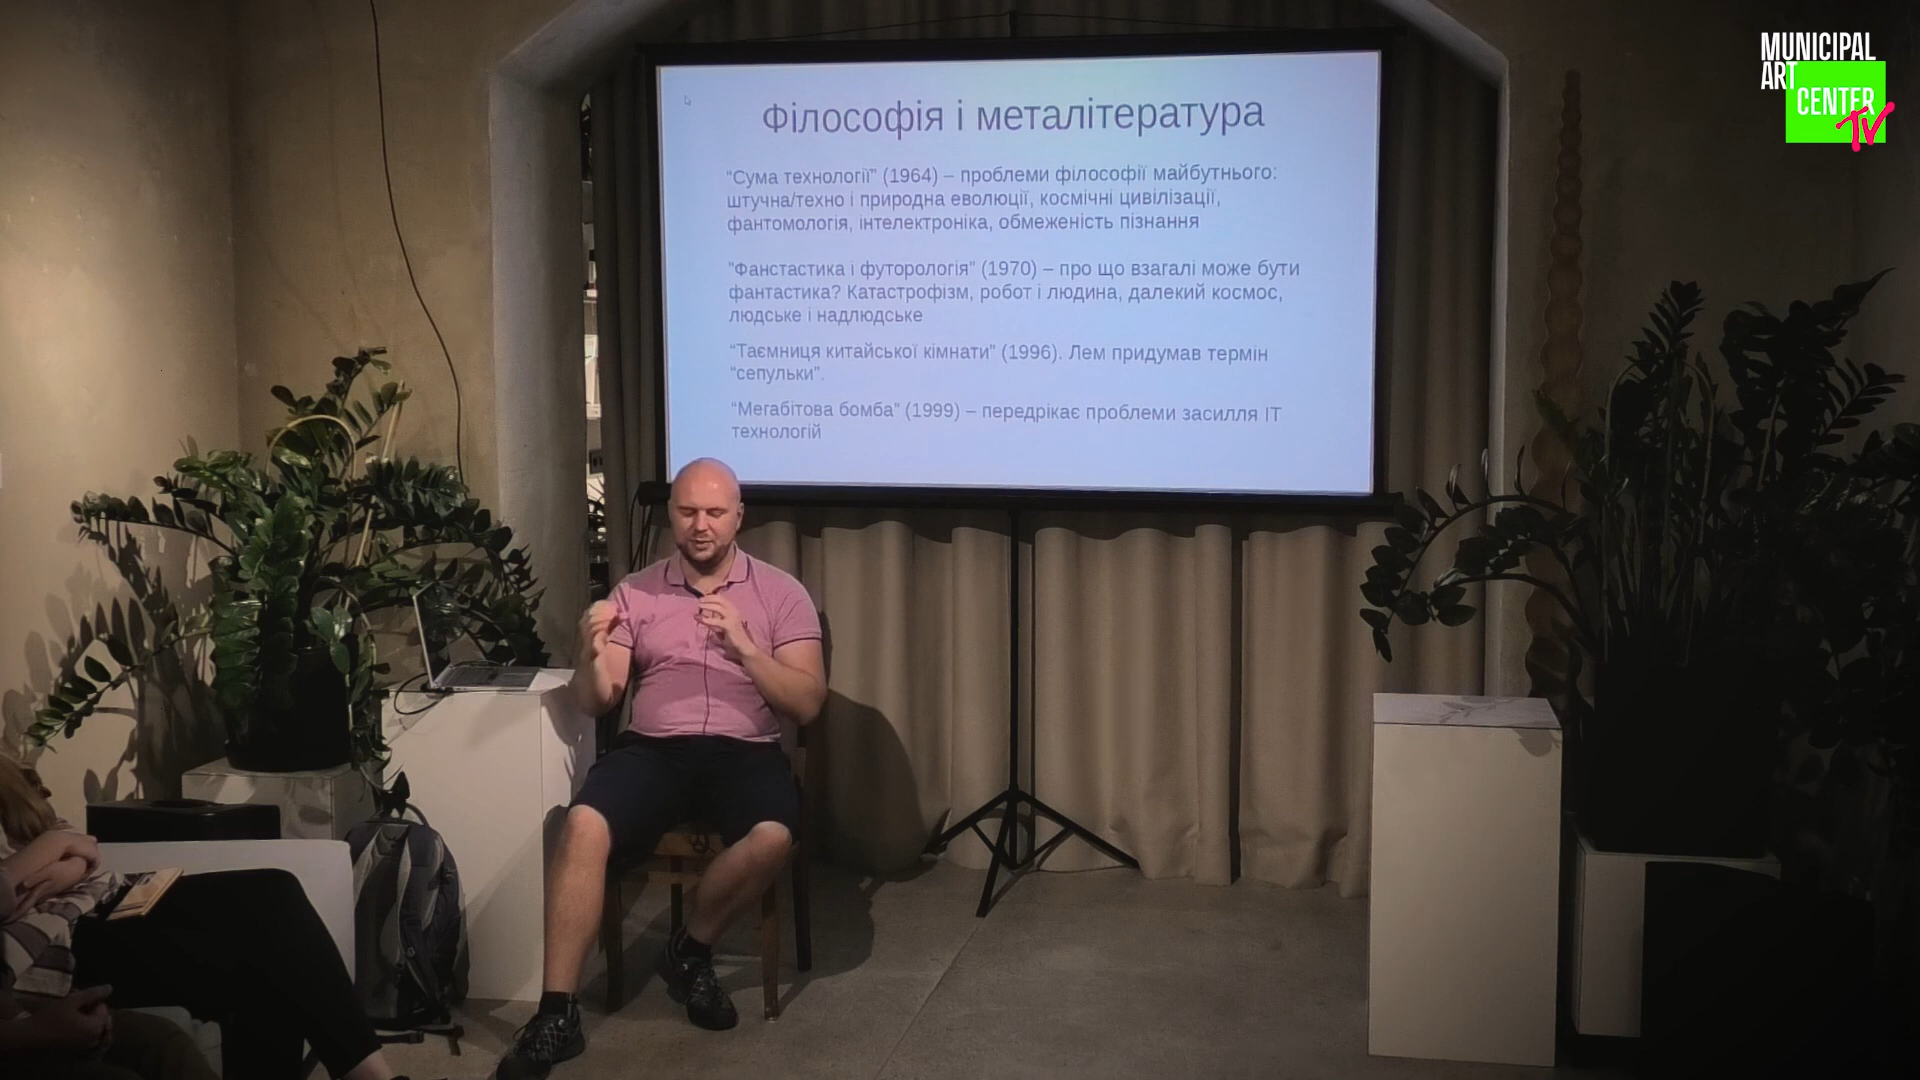 Філософія і металітература
“Сума технології” (1964) – проблеми філософії майбутнього:
штучна/техно і природна еволюції, космічні цивілізації,
фантомологія, інтелектроніка, обмеженість пізнання
“Фанстастика і футорологія” (1970) – про що взагалі може бути
фантастика? Катастрофізм, робот і людина, далекий космос,
людське і надлюдське
“Таємниця китайської кімнати” (1996). Лем придумав термін
“сепульки”.
“Мегабітова бомба” (1999) – передрікає проблеми засилля ІТ
технологій
MUNICIPAL
ART
CENTER
TV